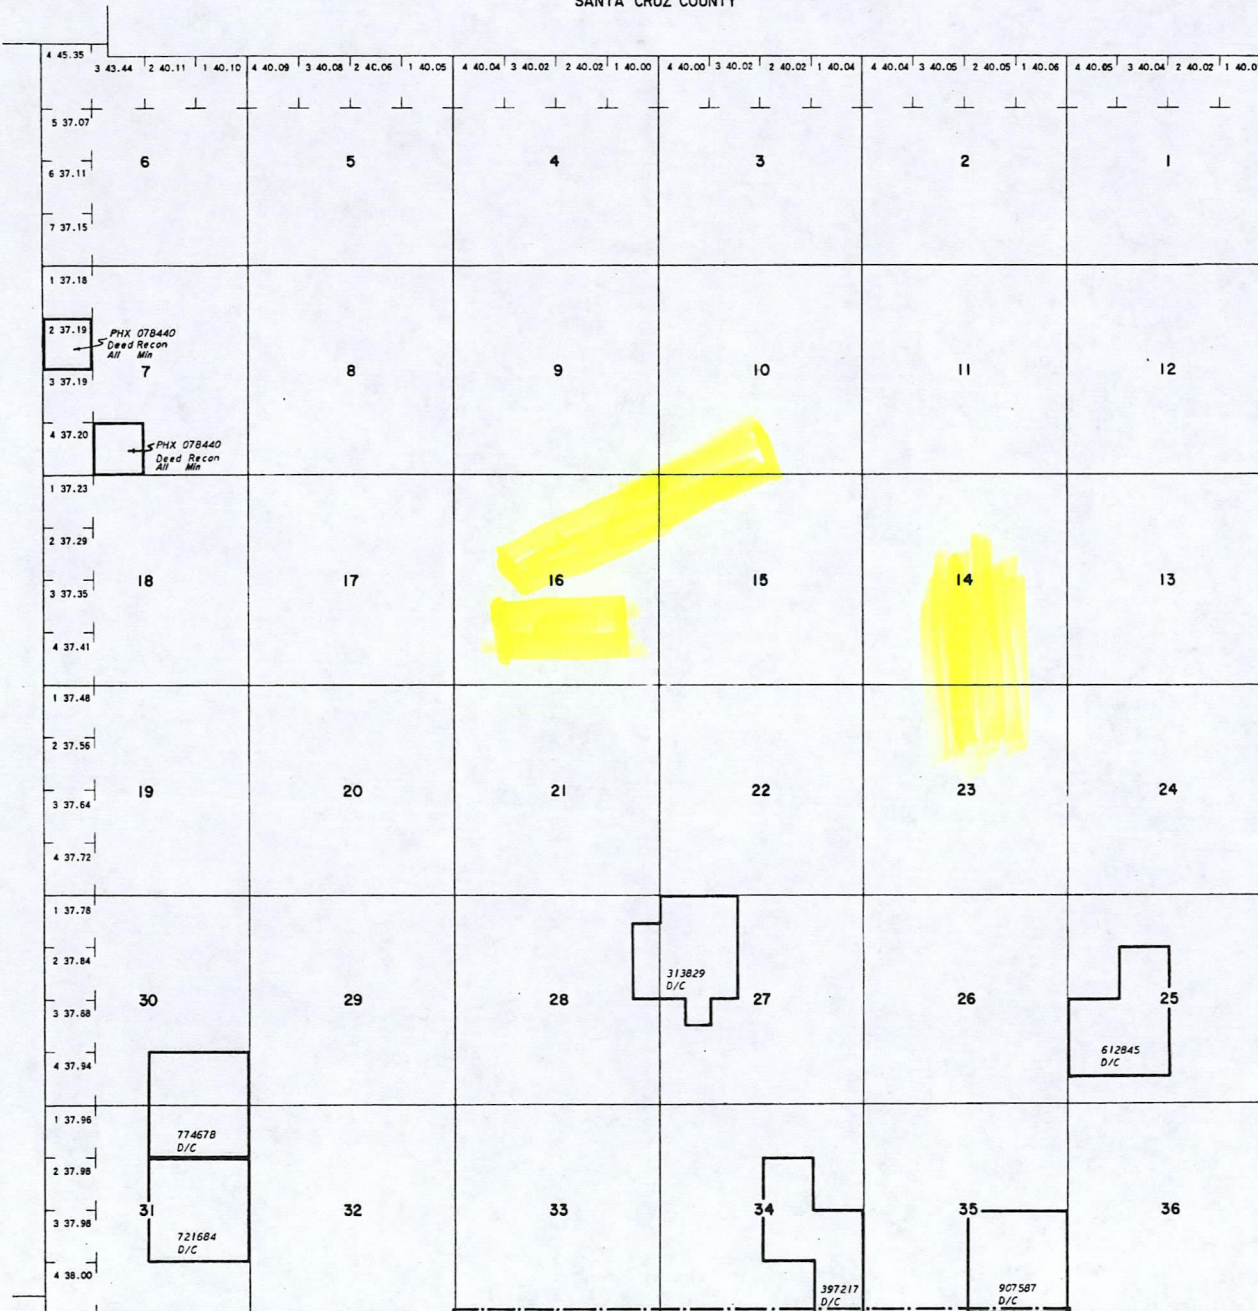 SANTA CRUZ COUNTY
4 45.35
3 43.44 2 40.11 1 40.10 4 40.09 3 40.08 2 40.06 1 40.05 4 40.04 3 40.02 2 40.02 1 40.00 4 40.00 3 40.02 2 40.02 1 40.04 4 40.04 3 40.05 2 40.05 1 40.06 4 40.05 3 40.04 2 40.02
5 37.07
6 5 4 3 2 1
6 37.11
7 37.15
1 37.18
2 37.19
PHX 078440
Deed Recon
All Min
7 8 9 10 11 12
3 37.19
4 37.20
PHX 078440
Deed Recon
All Min
1 37.23
2 37.29
18 17 16 15 14 13
3 37.35
4 37.41
1 37.48
2 37.56
19 20 21 22 23 24
3 37.64
4 37.72
1 37.78
2 37.84
313829
D/C
30 29 28 27 26 25
3 37.88
612845
D/C
4 37.94
1 37.96
774678
D/C
2 37.98
31 32 33 34 35 36
3 37.98
721684
D/C
4 38.00
397217
D/C
907587
D/C